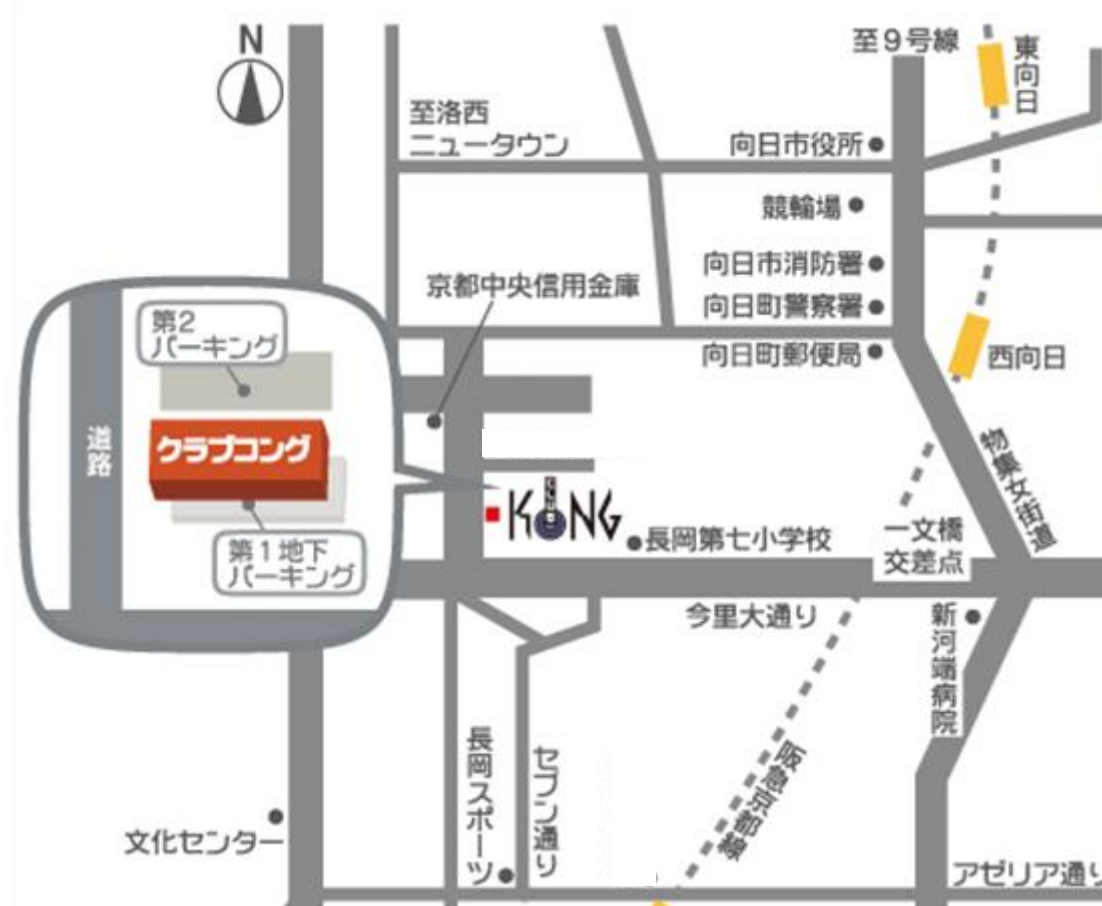 N
至9号線
東向日
至洛西
ニュータウン
向日市役所
競輪場
向日市消防署
京都中央信用金庫
向日町警察署
第2
パーキング
向日町郵便局
西向日
道路
クラブコング
物集女街道
KONG
長岡第七小学校
一文橋
交差点
第1地下
パーキング
今里大通り
新河端病院
長岡スポーツ
セブン通り
阪急京都線
文化センター
アゼリア通り